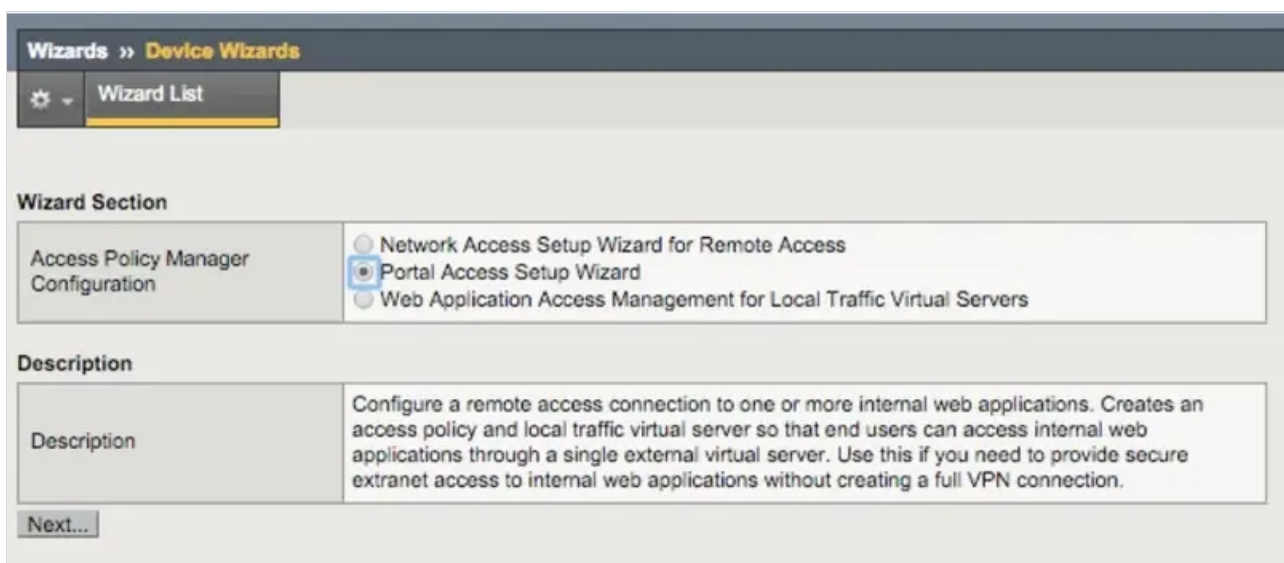 Wizards » Device Wizards
Wizard List
Wizard Section
Access Policy Manager
Configuration
Network Access Setup Wizard for Remote Access
Portal Access Setup Wizard
Web Application Access Management for Local Traffic Virtual Servers
Description
Description
Configure a remote access connection to one or more internal web applications. Creates an
access policy and local traffic virtual server so that end users can access internal web
applications through a single external virtual server. Use this if you need to provide secure
extranet access to internal web applications without creating a full VPN connection.
Next...